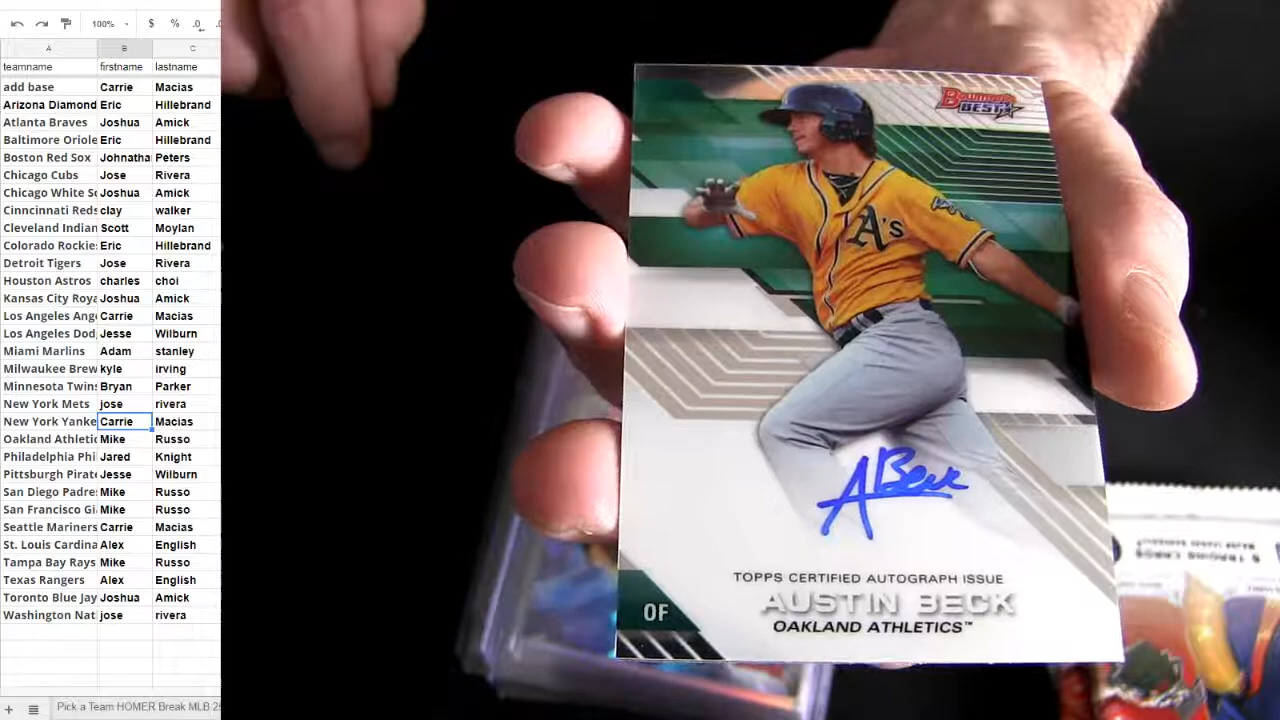 100%
$
%
.0
A
B
C
teamname firstname lastname
add base Carrie Macias
Arizona Diamond Eric Hillebrand
Atlanta Braves Joshua Amick
Baltimore Oriole Eric Hillebrand
Boston Red Sox Johnatha Peters
Chicago Cubs Jose Rivera
Chicago White So Joshua Amick
Cinncinnati Reds clay walker
Cleveland Indian Scott Moylan
Colorado Rockie Eric Hillebrand
Detroit Tigers Jose Rivera
Houston Astros charles choi
Kansas City Roya Joshua Amick
Los Angeles Ang Carrie Macias
Los Angeles Dod Jesse Wilburn
Miami Marlins Adam stanley
Milwaukee Brew kyle irving
Minnesota Twins Bryan Parker
New York Mets jose rivera
New York Yanke Carrie Macias
Oakland Athletic Mike Russo
Philadelphia Phi Jared Knight
Pittsburgh Pirate Jesse Wilburn
San Diego Padre Mike Russo
San Francisco Gi Mike Russo
Seattle Mariners Carrie Macias
St. Louis Cardina Alex English
Tampa Bay Rays Mike Russo
Texas Rangers Alex English
Toronto Blue Jay Joshua Amick
Washington Nat jose rivera
Pick a Team HOMER Break MLB 2
BOWMAN'S
BEST
A's
ABeck
TOPPS CERTIFIED AUTOGRAPH ISSUE
AUSTIN BECK
OF
OAKLAND ATHLETICS™